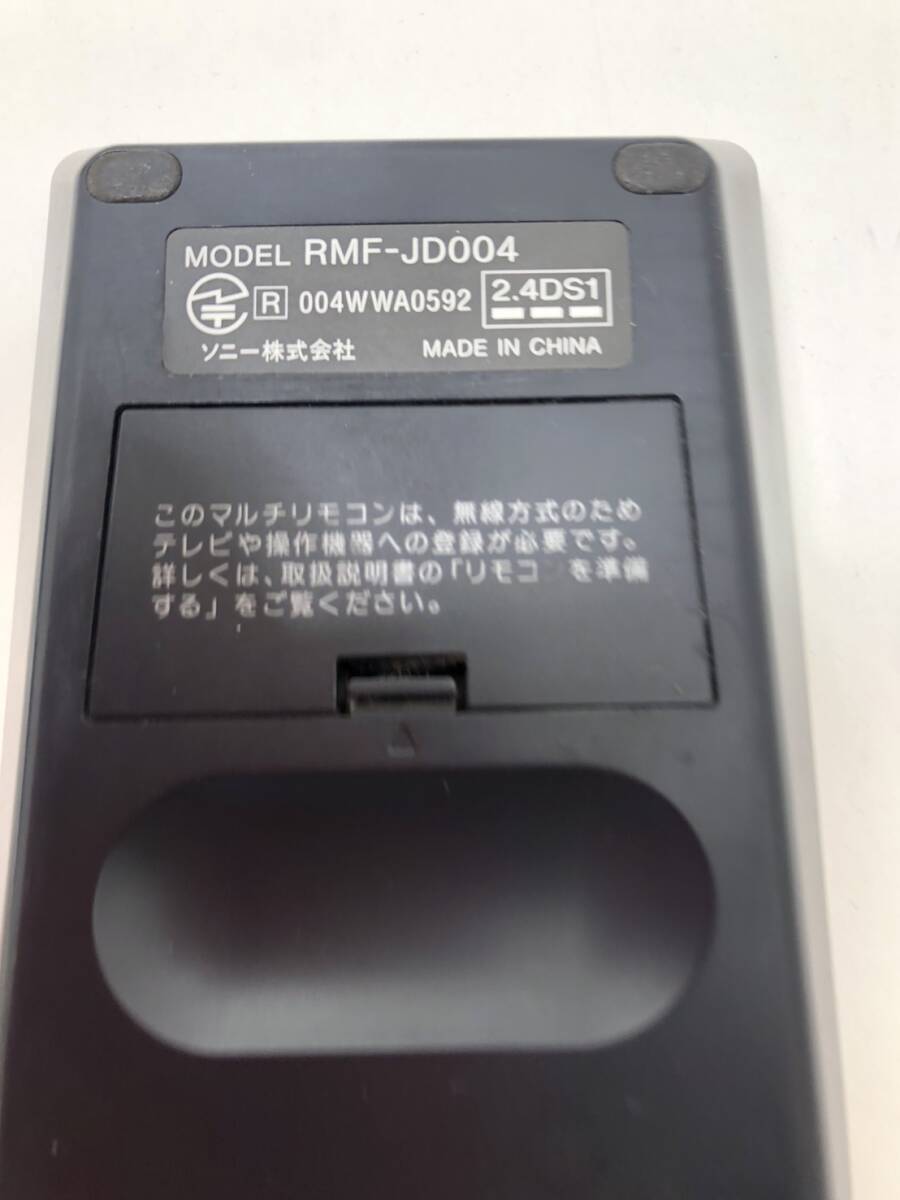 MODEL RMF-JD004
R 004WWA0592 2.4DS1
ソニー株式会社 MADE IN CHINA
このマルチリモコンは、無線方式のため
テレビや操作機器への登録が必要です。
詳しくは、取扱説明書の「リモコンを準備
する」をご覧ください。